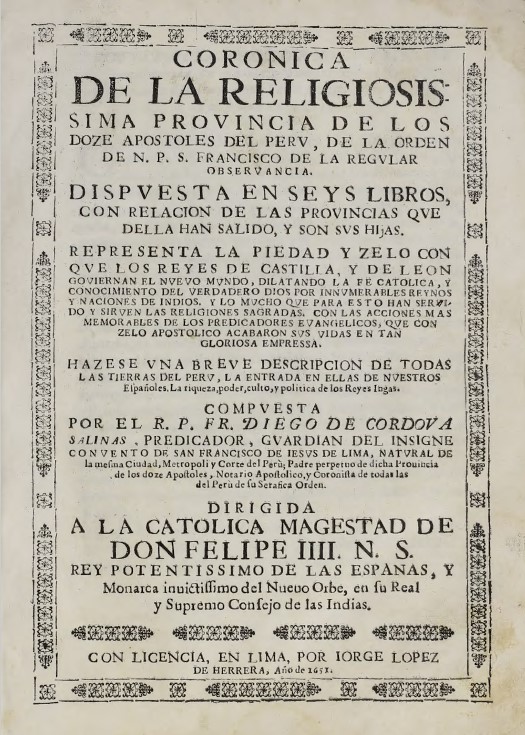 CORONICA
DE LA RELIGIOSIS-
SIMA PROVINCIA DE LOS
DOZE APOSTOLES DEL PERV, DE LA ORDEN
DE N. P. S. FRANCISCO DE LA REGVLAR
OBSERVANCIA.
DISPVESTA EN SEYS LIBROS,
CON RELACION DE LAS PROVINCIAS QVE
DELLA HAN SALIDO, Y SON SVS HIJAS.
REPRESENTA LA PIEDAD Y ZELO CON
QVE LOS REYES DE CASTILLA, Y DE LEON
GOVIERNAN EL NVEVO MVNDO, DILATANDO LA FE CATOLICA, Y
CONOCIMIENTO DEL VERDADERO DIOS POR INNVMERABLES REYNOS
Y NACIONES DE INDIOS. Y LO MVCHO QVE PARA ESTO HAN SERVI-
DO Y SIRVEN LAS RELIGIONES SAGRADAS. CON LAS ACCIONES MAS
MEMORABLES DE LOS PREDICADORES EVANGELICOS, QVE CON
ZELO APOSTOLICO ACABARON SVS VIDAS EN TAN
GLORIOSA EMPRESSA.
HAZESE VNA BREVE DESCRIPCION DE TODAS
LAS TIERRAS DEL PERV, LA ENTRADA EN ELLAS DE NVESTROS
Españoles. La riqueza, poder, culto, y politica de los Reyes Ingas.
COMPVESTA
POR EL R. P. FR. DIEGO DE CORDOVA
SALINAS, PREDICADOR, GVARDIAN DEL INSIGNE
CONVENTO DE SAN FRANCISCO DE IESVS DE LIMA, NATVRAL DE
la mesma Ciudad, Metropoli y Corte del Perù; Padre perpetuo de dicha Provincia
de los doze Apostoles, Notario Apostolico, y Coronista de todas las
del Perù de su Serafica Orden.
DIRIGIDA
A LA CATOLICA MAGESTAD DE
DON FELIPE IIII. N. S.
REY POTENTISSIMO DE LAS ESPAÑAS, Y
Monarca invictissimo del Nuevo Orbe, en su Real
y Supremo Consejo de las Indias.
CON LICENCIA, EN LIMA, POR IORGE LOPEZ
DE HERRERA, Año de 1651.